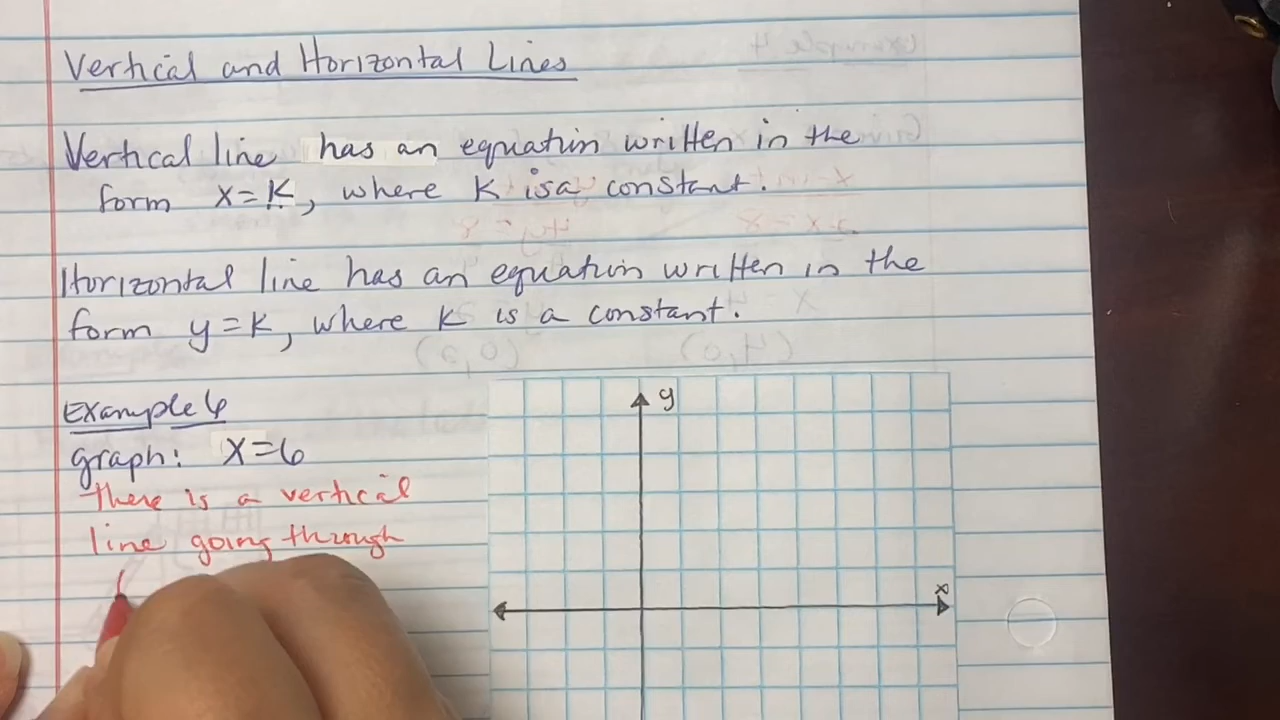 Vertical and Horizontal Lines
Vertical line has an equation written in the
form x=K, where K is a constant.
Horizontal line has an equation written in the
form y=K, where K is a constant.
Example 6
graph: x=6
there is a vertical
line going through
(
y
x